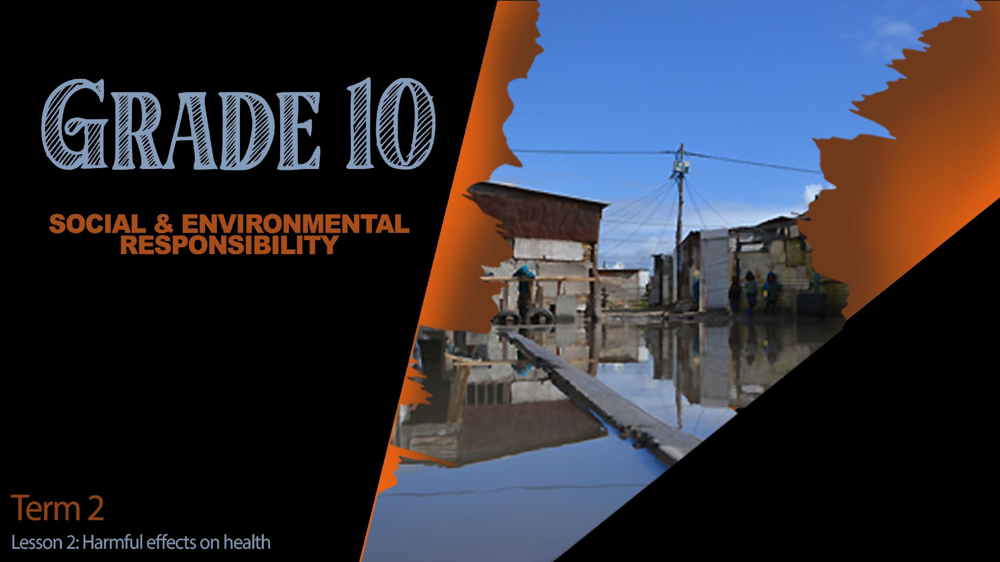 GRADE 10
SOCIAL & ENVIRONMENTAL
RESPONSIBILITY
Term 2
Lesson 2: Harmful effects on health